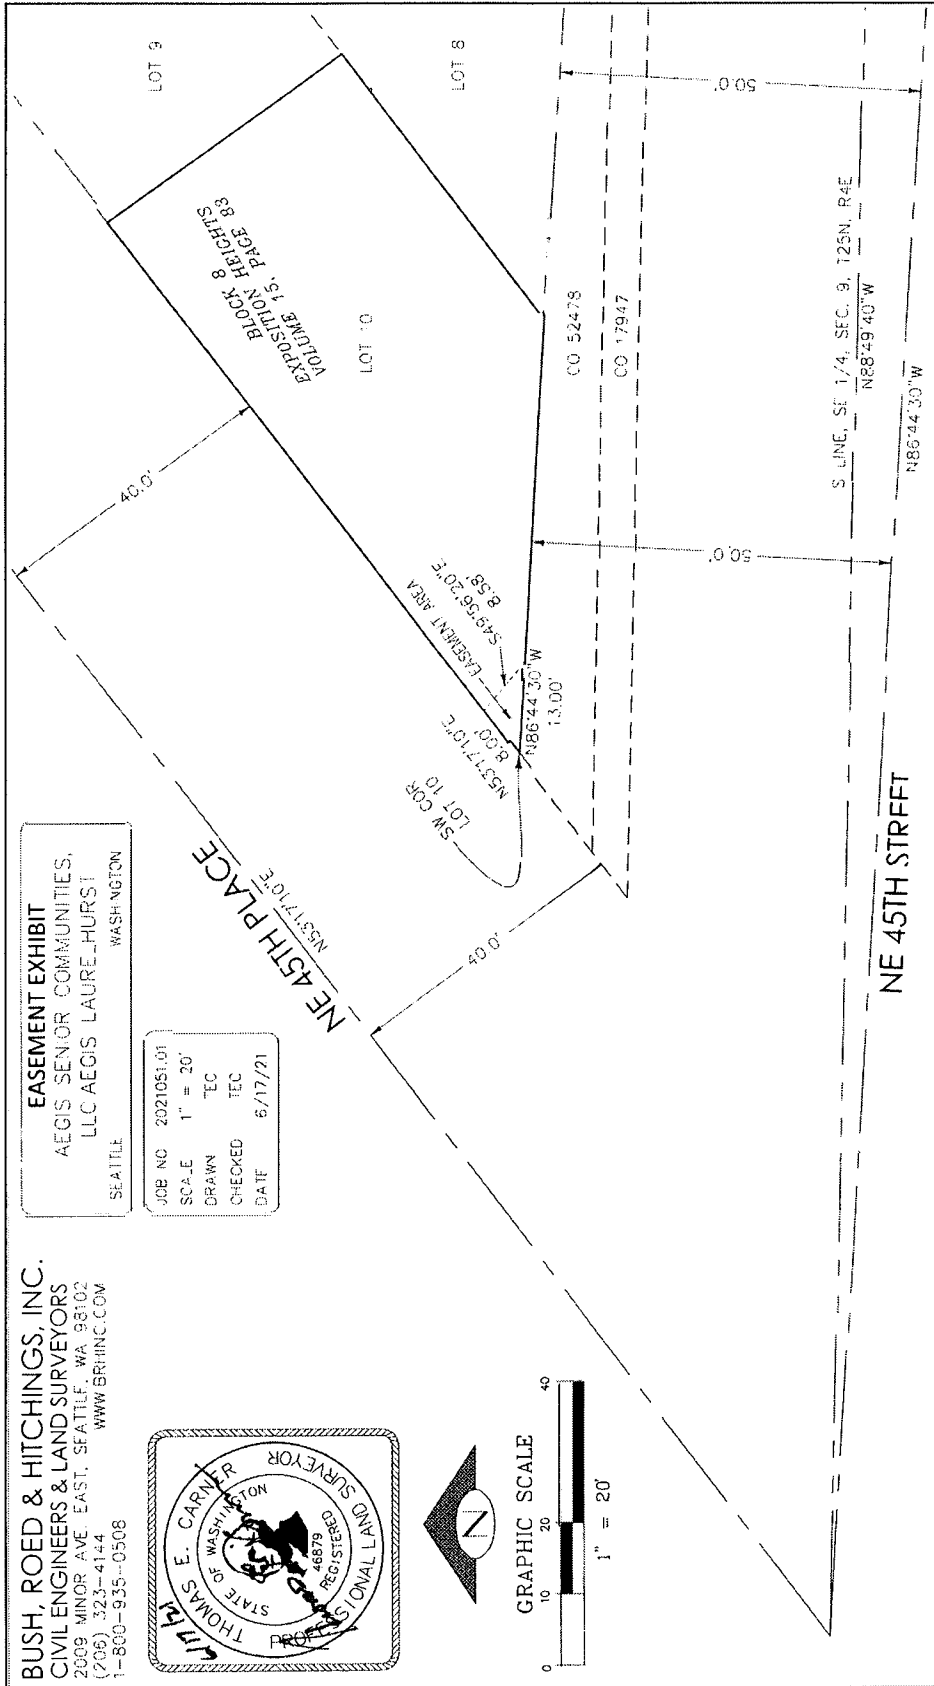 BUSH, ROED & HITCHINGS, INC.
CIVIL ENGINEERS & LAND SURVEYORS
2009 MINOR AVE. EAST, SEATTLE, WA 98102
(206) 323-4144 WWW.BRHINC.COM
1-800-935-0508
EASEMENT EXHIBIT
AEGIS SENIOR COMMUNITIES,
LLC AEGIS LAURELHURST
SEATTLE WASHINGTON
JOB NO 2021051.01
SCALE 1" = 20'
DRAWN TEC
CHECKED TEC
DATE 6/17/21
THOMAS E. CARNER
STATE OF WASHINGTON
46879
REGISTERED
PROFESSIONAL LAND SURVEYOR
6/17/21
N
GRAPHIC SCALE
0 10 20 40
1" = 20'
NE 45TH PLACE
N53°17'10"E
40.0'
40.0'
SW COR
LOT 10
N53°17'10"E
8.00'
EASEMENT AREA
S49°56'20"E
8.58'
N86°44'30"W
13.00'
BLOCK 8
EXPOSITION HEIGHTS
VOLUME 15, PAGE 83
LOT 10
LOT 9
LOT 8
50.0'
50.0'
CO 52478
CO 17947
S LINE, SE 1/4, SEC. 9, T25N, R4E
N88°49'40"W
N86°44'30"W
NE 45TH STREET